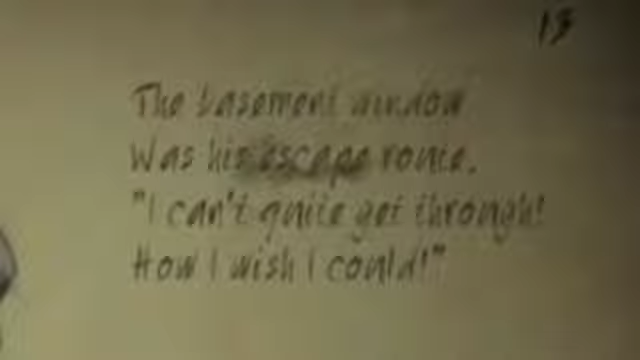 13
The basement window
Was his escape route.
"I can't quite get through!
How I wish I could!"